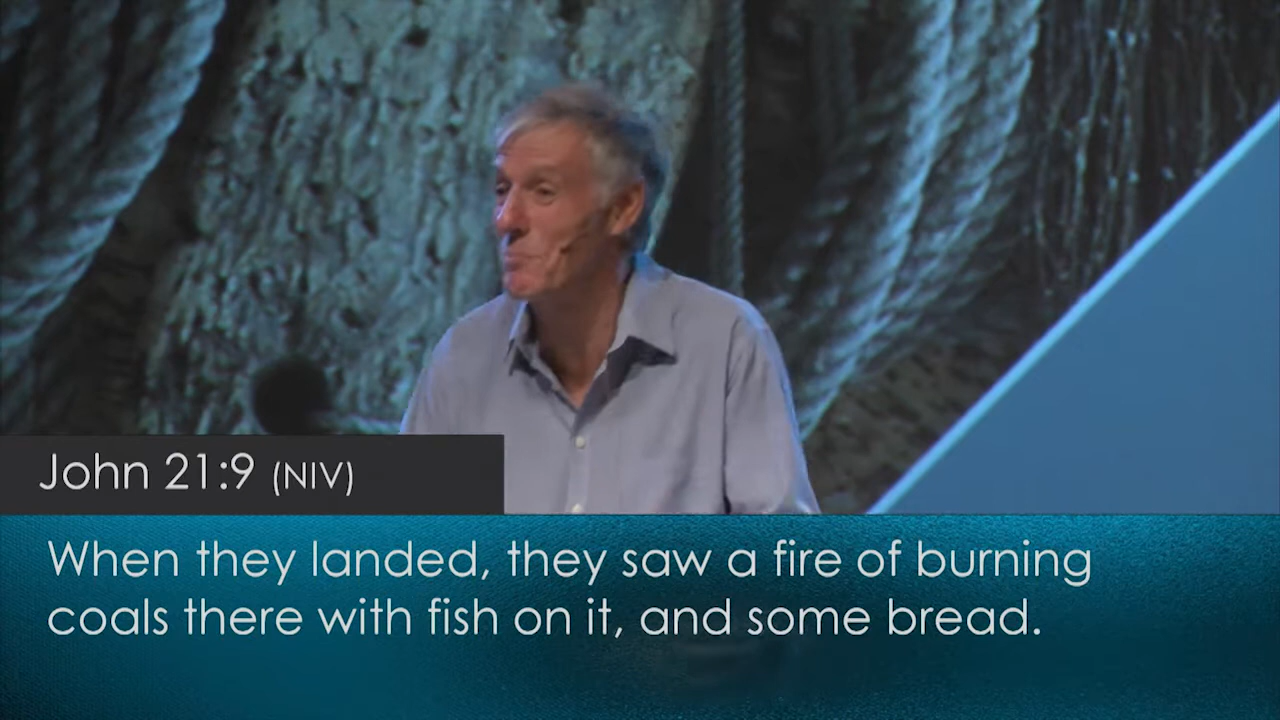 John 21:9 (NIV)
When they landed, they saw a fire of burning
coals there with fish on it, and some bread.